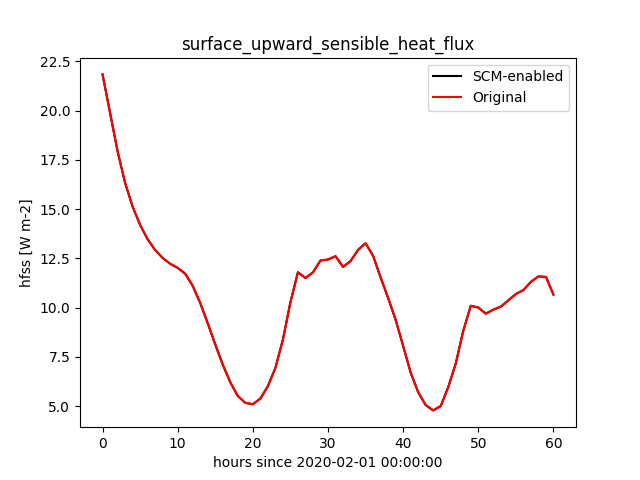 surface_upward_sensible_heat_flux
SCM-enabled
Original
22.5
20.0
17.5
15.0
12.5
10.0
7.5
5.0
hfss [W m-2]
0 10 20 30 40 50 60
hours since 2020-02-01 00:00:00